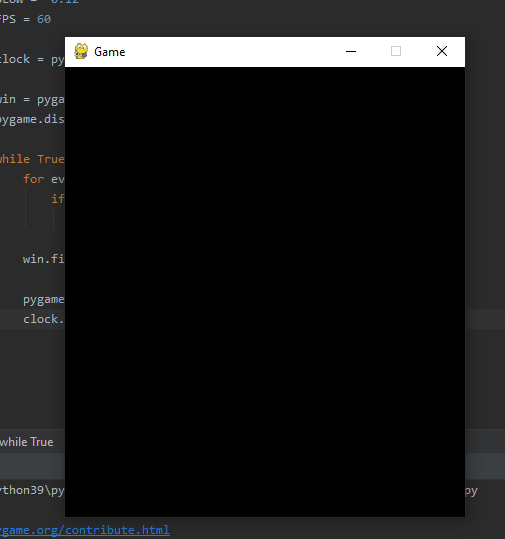 FPS = 60
Game
clock = py
win = pyga
pygame.dis
while True
for ev
if
win.fi
pygame
clock.
while True
ython39\py
py
ygame.org/contribute.html